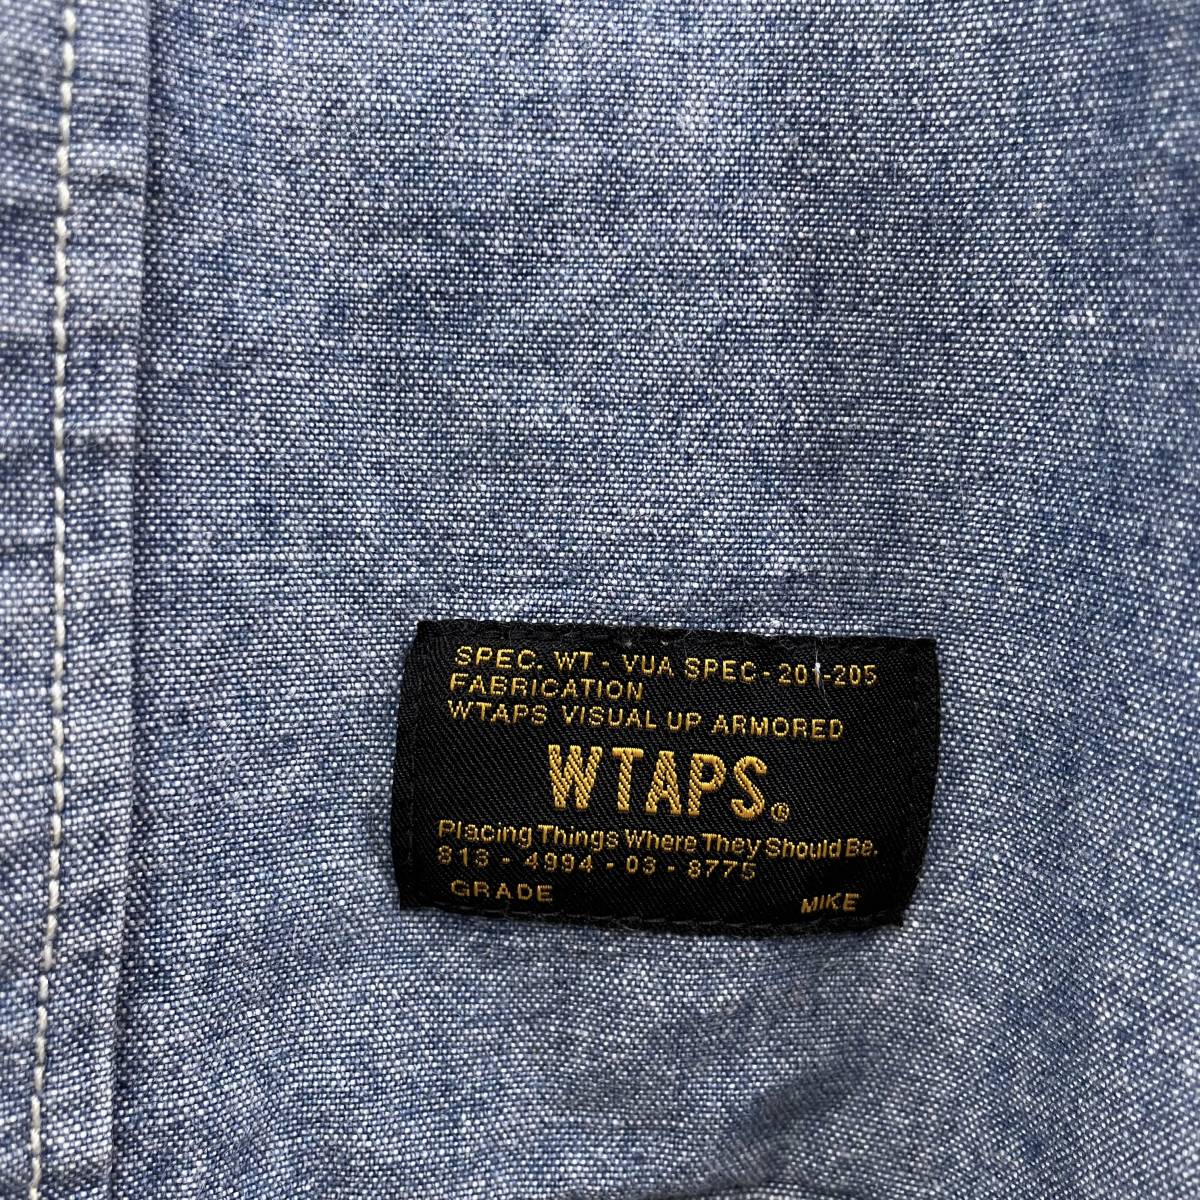 SPEC. WT - VUA SPEC-201-205
FABRICATION
WTAPS VISUAL UP ARMORED
WTAPS®
Placing Things Where They Should Be.
813 - 4994 - 03 - 8775
GRADE MIKE